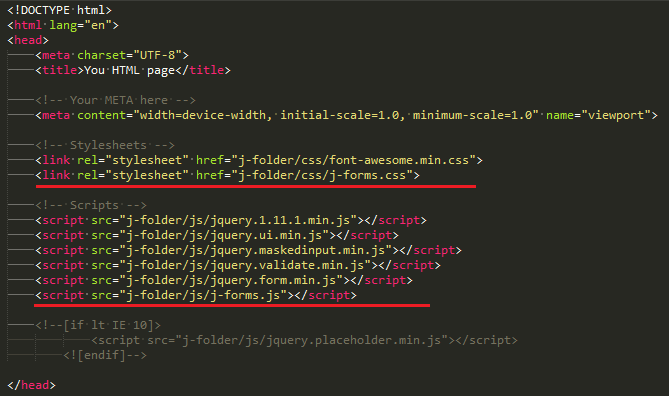 <!DOCTYPE html>
<html lang="en">
<head>
<meta charset="UTF-8">
<title>You HTML page</title>
<!-- Your META here -->
<meta content="width=device-width, initial-scale=1.0, minimum-scale=1.0" name="viewport">
<!-- Stylesheets -->
<link rel="stylesheet" href="j-folder/css/font-awesome.min.css">
<link rel="stylesheet" href="j-folder/css/j-forms.css">
<!-- Scripts -->
<script src="j-folder/js/jquery.1.11.1.min.js"></script>
<script src="j-folder/js/jquery.ui.min.js"></script>
<script src="j-folder/js/jquery.maskedinput.min.js"></script>
<script src="j-folder/js/jquery.validate.min.js"></script>
<script src="j-folder/js/jquery.form.min.js"></script>
<script src="j-folder/js/j-forms.js"></script>
<!--[if lt IE 10]>
<script src="j-folder/js/jquery.placeholder.min.js"></script>
<![endif]-->
</head>